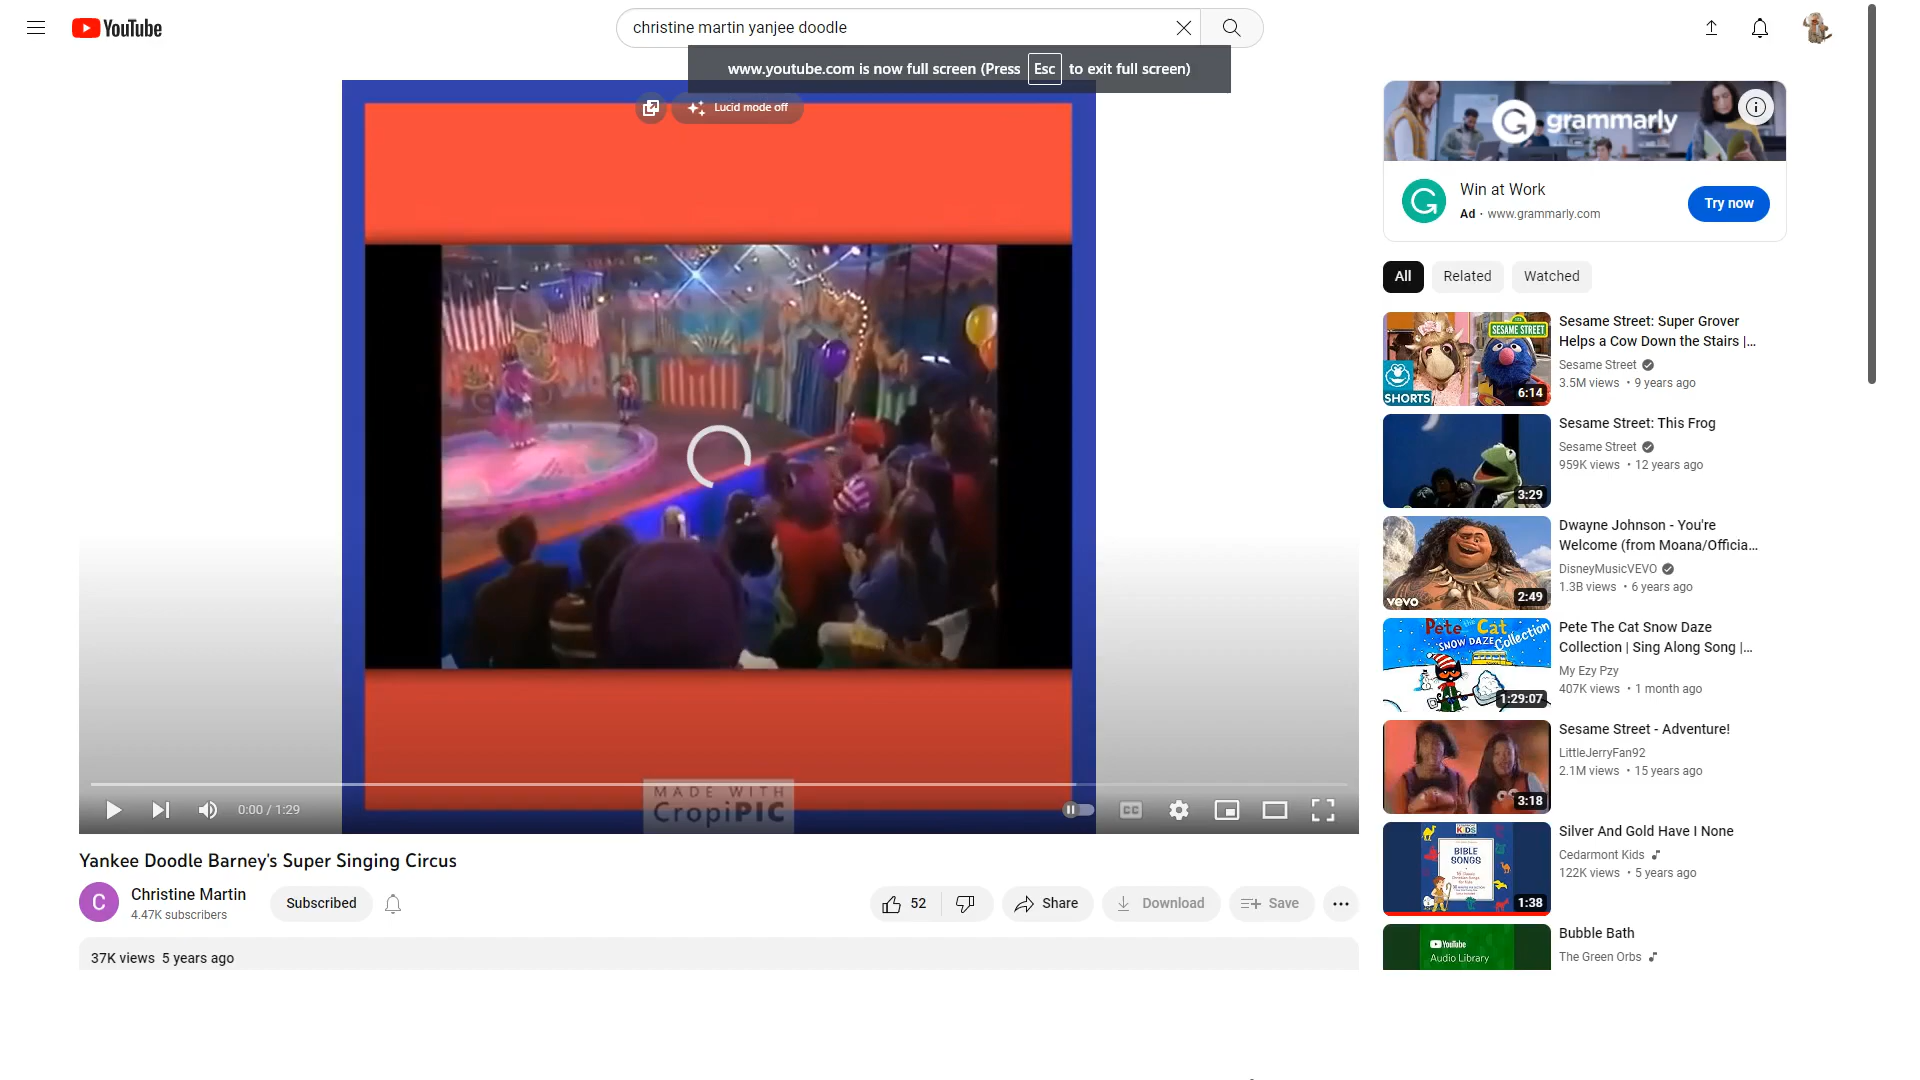 YouTube
christine martin yanjee doodle
www.youtube.com is now full screen (Press Esc to exit full screen)
Lucid mode off
MADE WITH
CropiPIC
0:00 / 1:29
CC
Yankee Doodle Barney's Super Singing Circus
C
Christine Martin
4.47K subscribers
Subscribed
52
Share
Download
Save
37K views 5 years ago
grammarly
Win at Work
Ad · www.grammarly.com
Try now
All
Related
Watched
SESAME STREET
SHORTS
6:14
Sesame Street: Super Grover
Helps a Cow Down the Stairs |...
Sesame Street
3.5M views • 9 years ago
3:29
Sesame Street: This Frog
Sesame Street
959K views • 12 years ago
vevo
2:49
Dwayne Johnson - You're
Welcome (from Moana/Officia...
DisneyMusicVEVO
1.3B views • 6 years ago
Pete the Cat
SNOW DAZE Collection
1:29:07
Pete The Cat Snow Daze
Collection | Sing Along Song |...
My Ezy Pzy
407K views • 1 month ago
3:18
Sesame Street - Adventure!
LittleJerryFan92
2.1M views • 15 years ago
KIDS
BIBLE
SONGS
1:38
Silver And Gold Have I None
Cedarmont Kids
122K views • 5 years ago
YouTube
Audio Library
Bubble Bath
The Green Orbs